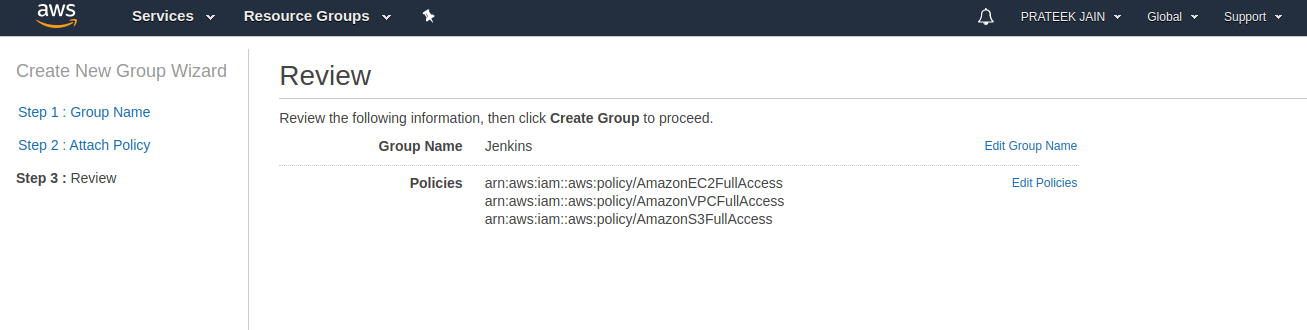 aws Services Resource Groups PRATEEK JAIN Global Support
Create New Group Wizard
Step 1 : Group Name
Step 2 : Attach Policy
Step 3 : Review
Review
Review the following information, then click Create Group to proceed.
Group Name Jenkins Edit Group Name
Policies arn:aws:iam::aws:policy/AmazonEC2FullAccess Edit Policies
arn:aws:iam::aws:policy/AmazonVPCFullAccess
arn:aws:iam::aws:policy/AmazonS3FullAccess